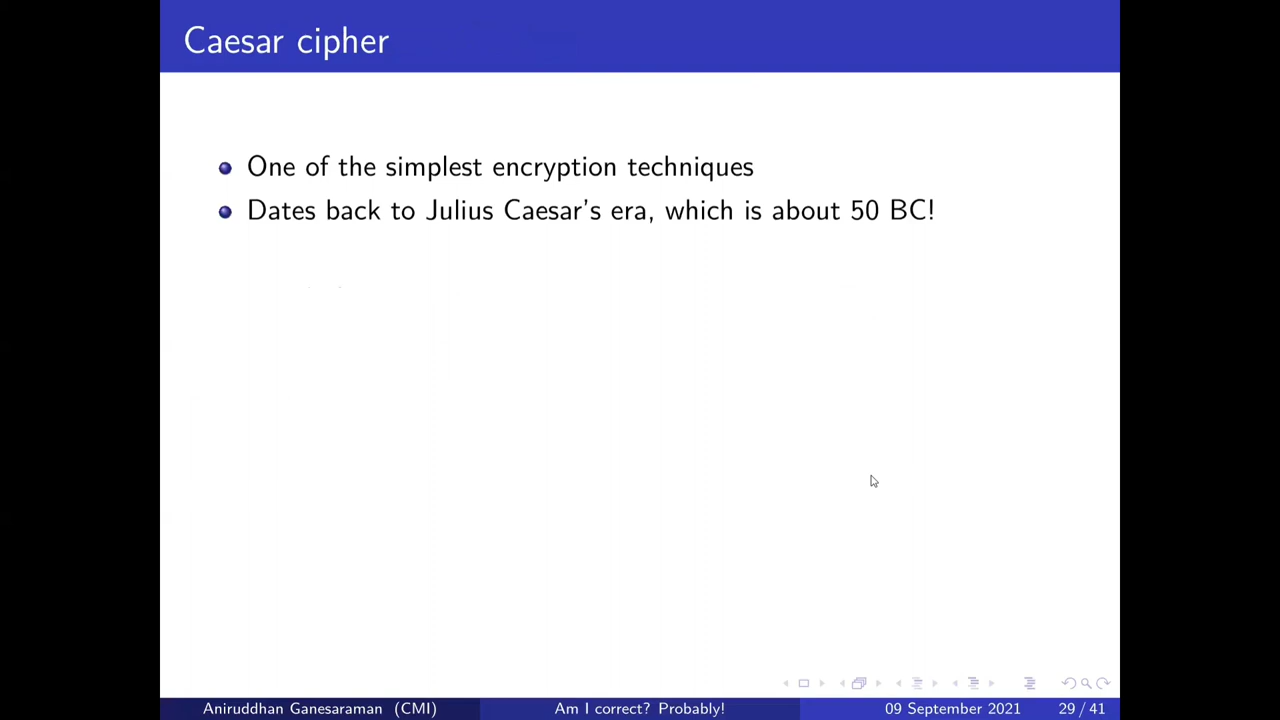 Caesar cipher
One of the simplest encryption techniques
Dates back to Julius Caesar's era, which is about 50 BC!
Aniruddhan Ganesaraman (CMI) Am I correct? Probably! 09 September 2021 29 / 41